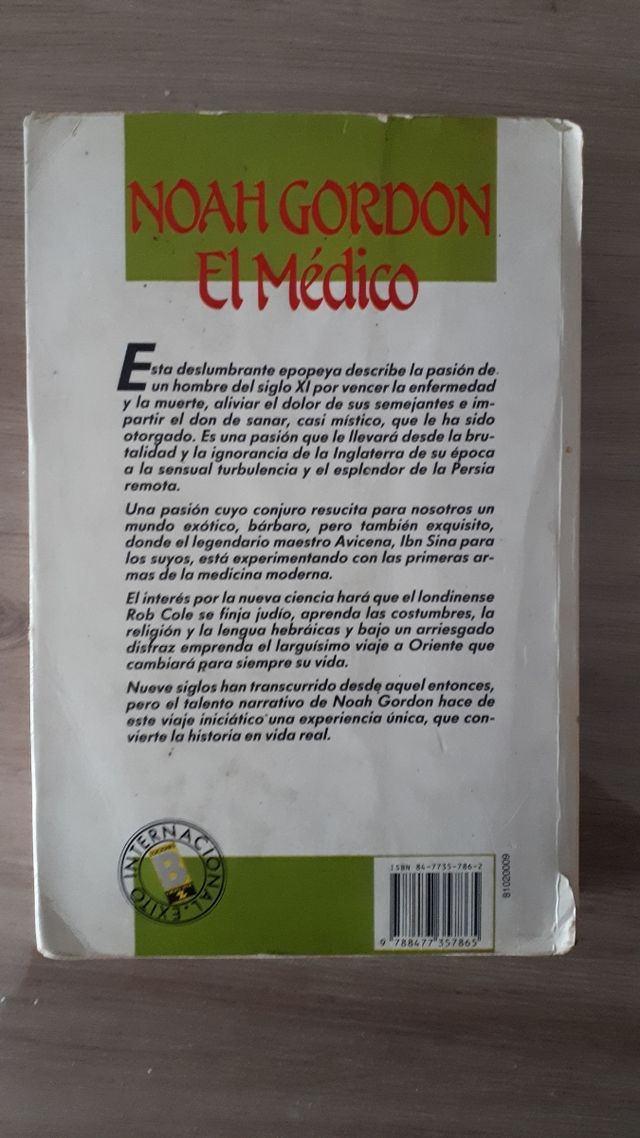 NOAH GORDON
El Médico
Esta deslumbrante epopeya describe la pasión de
un hombre del siglo XI por vencer la enfermedad
y la muerte, aliviar el dolor de sus semejantes e im-
partir el don de sanar, casi místico, que le ha sido
otorgado. Es una pasión que le llevará desde la bru-
talidad y la ignorancia de la Inglaterra de su época
a la sensual turbulencia y el esplendor de la Persia
remota.
Una pasión cuyo conjuro resucita para nosotros un
mundo exótico, bárbaro, pero también exquisito,
donde el legendario maestro Avicena, Ibn Sina para
los suyos, está experimentando con las primeras ar-
mas de la medicina moderna.
El interés por la nueva ciencia hará que el londinense
Rob Cole se finja judío, aprenda las costumbres, la
religión y la lengua hebráicas y bajo un arriesgado
disfraz emprenda el larguísimo viaje a Oriente que
cambiará para siempre su vida.
Nueve siglos han transcurrido desde aquel entonces,
pero el talento narrativo de Noah Gordon hace de
este viaje iniciático una experiencia única, que con-
vierte la historia en vida real.
ÉXITO INTERNACIONAL
B
ISBN 84-7735-786-2
9 788477 357865
81020009